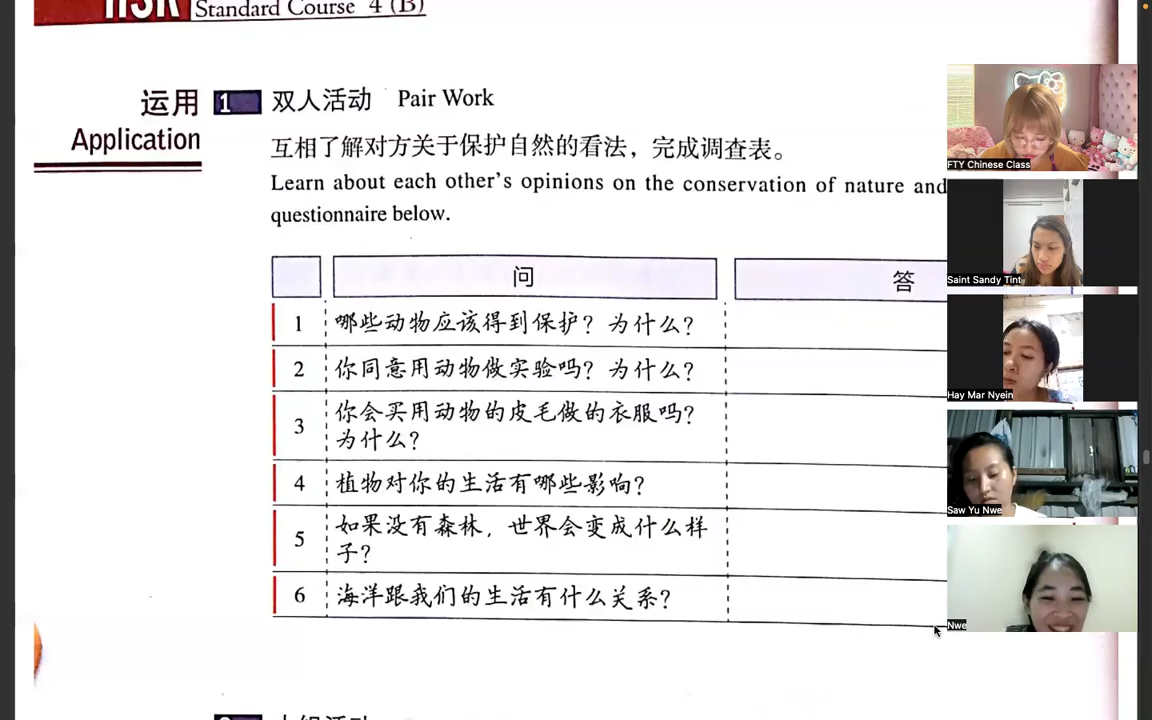 HSK Standard Course 4 (B)
运用
Application
1 双人活动 Pair Work
互相了解对方关于保护自然的看法，完成调查表。
Learn about each other's opinions on the conservation of nature and
questionnaire below.
问 答
1 哪些动物应该得到保护？为什么？
2 你同意用动物做实验吗？为什么？
3 你会买用动物的皮毛做的衣服吗？
为什么？
4 植物对你的生活有哪些影响？
5 如果没有森林，世界会变成什么样
子？
6 海洋跟我们的生活有什么关系？
FTY Chinese Class
Saint Sandy Tint
Hay Mar Nyein
Saw Yu Nwe
Nwe